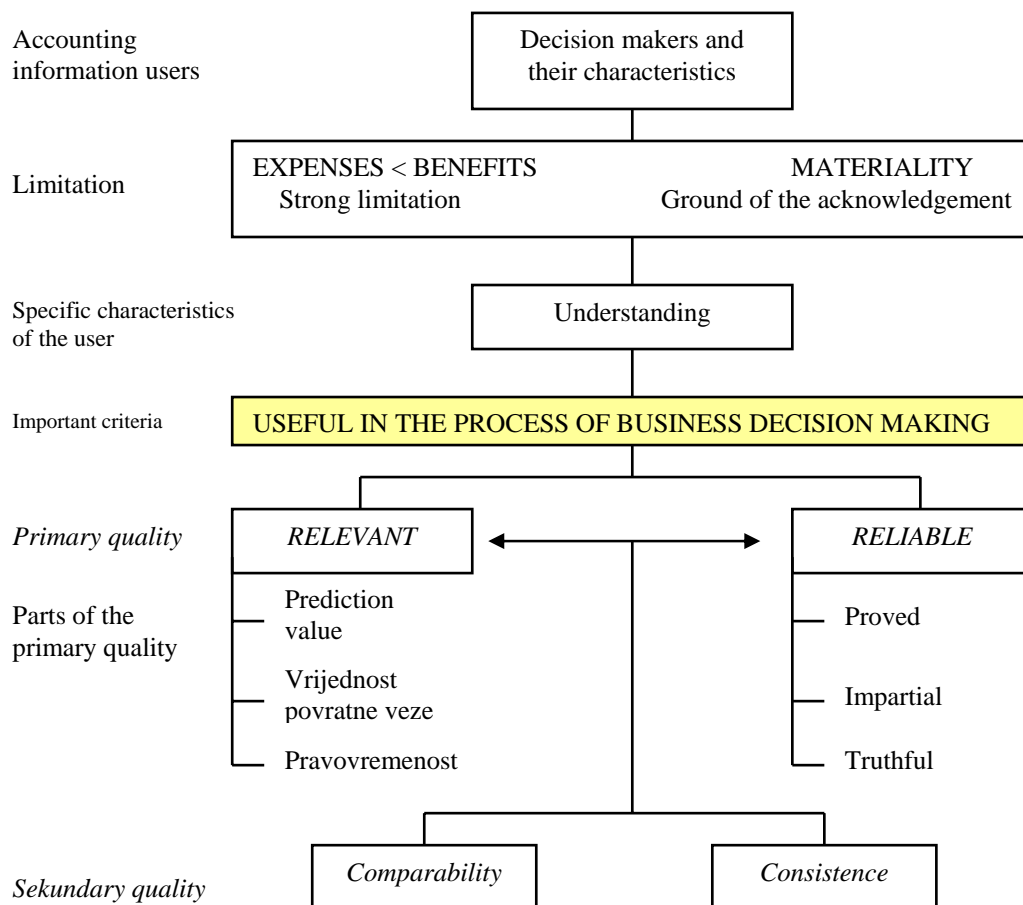 Accounting
information users
Decision makers and
their characteristics
Limitation
EXPENSES < BENEFITS
Strong limitation
MATERIALITY
Ground of the acknowledgement
Specific characteristics
of the user
Understanding
Important criteria
USEFUL IN THE PROCESS OF BUSINESS DECISION MAKING
Primary quality
RELEVANT
RELIABLE
Parts of the
primary quality
Prediction
value
Vrijednost
povratne veze
Pravovremenost
Proved
Impartial
Truthful
Sekundary quality
Comparability
Consistence